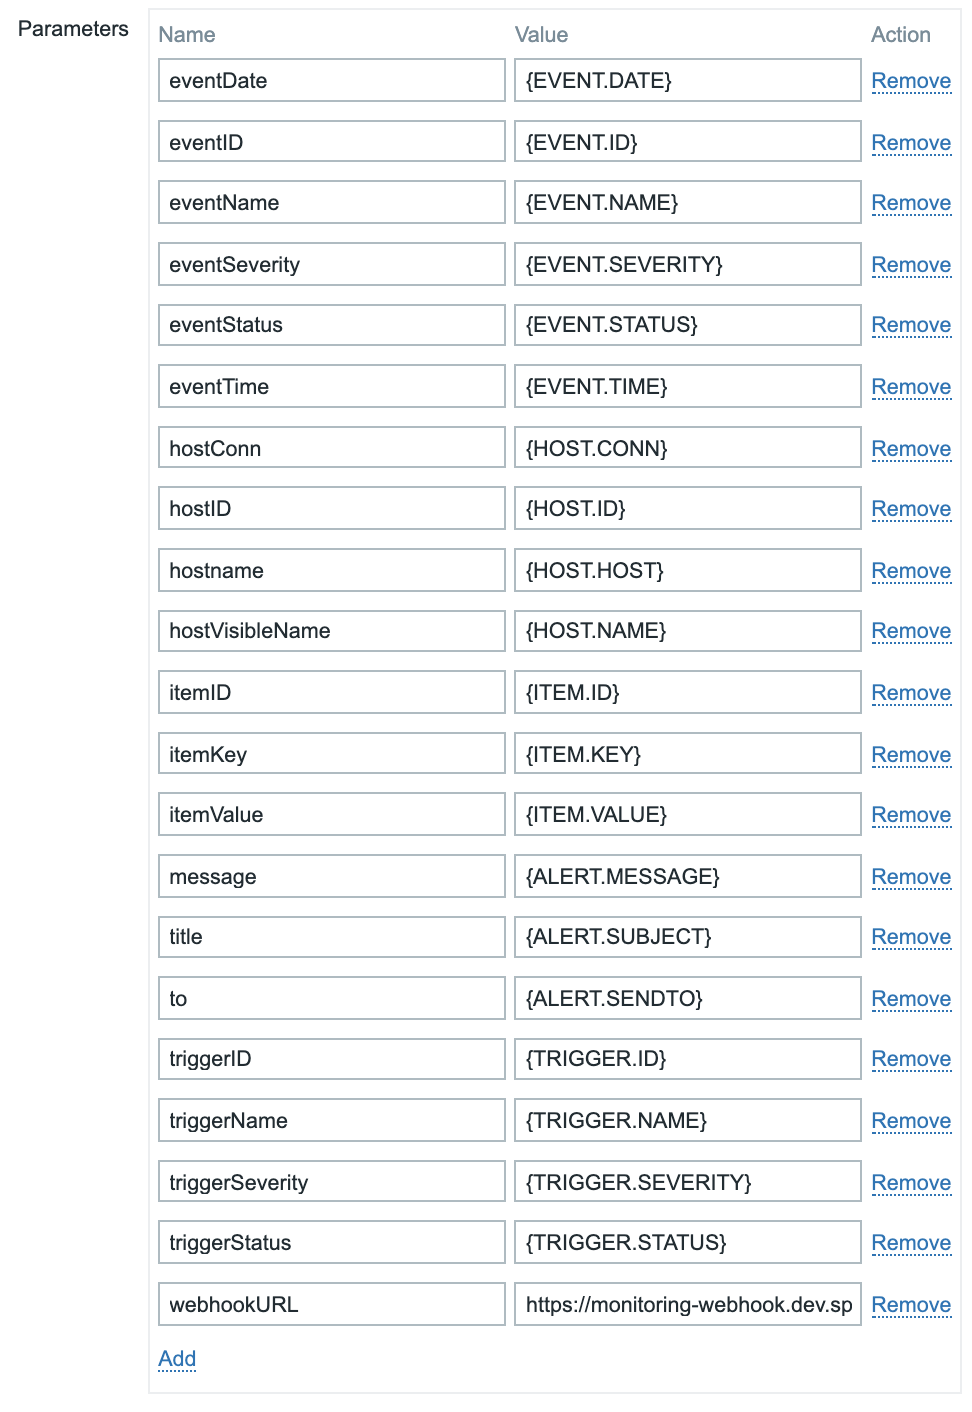 Parameters
Name Value Action
eventDate {EVENT.DATE} Remove
eventID {EVENT.ID} Remove
eventName {EVENT.NAME} Remove
eventSeverity {EVENT.SEVERITY} Remove
eventStatus {EVENT.STATUS} Remove
eventTime {EVENT.TIME} Remove
hostConn {HOST.CONN} Remove
hostID {HOST.ID} Remove
hostname {HOST.HOST} Remove
hostVisibleName {HOST.NAME} Remove
itemID {ITEM.ID} Remove
itemKey {ITEM.KEY} Remove
itemValue {ITEM.VALUE} Remove
message {ALERT.MESSAGE} Remove
title {ALERT.SUBJECT} Remove
to {ALERT.SENDTO} Remove
triggerID {TRIGGER.ID} Remove
triggerName {TRIGGER.NAME} Remove
triggerSeverity {TRIGGER.SEVERITY} Remove
triggerStatus {TRIGGER.STATUS} Remove
webhookURL https://monitoring-webhook.dev.sp Remove
Add